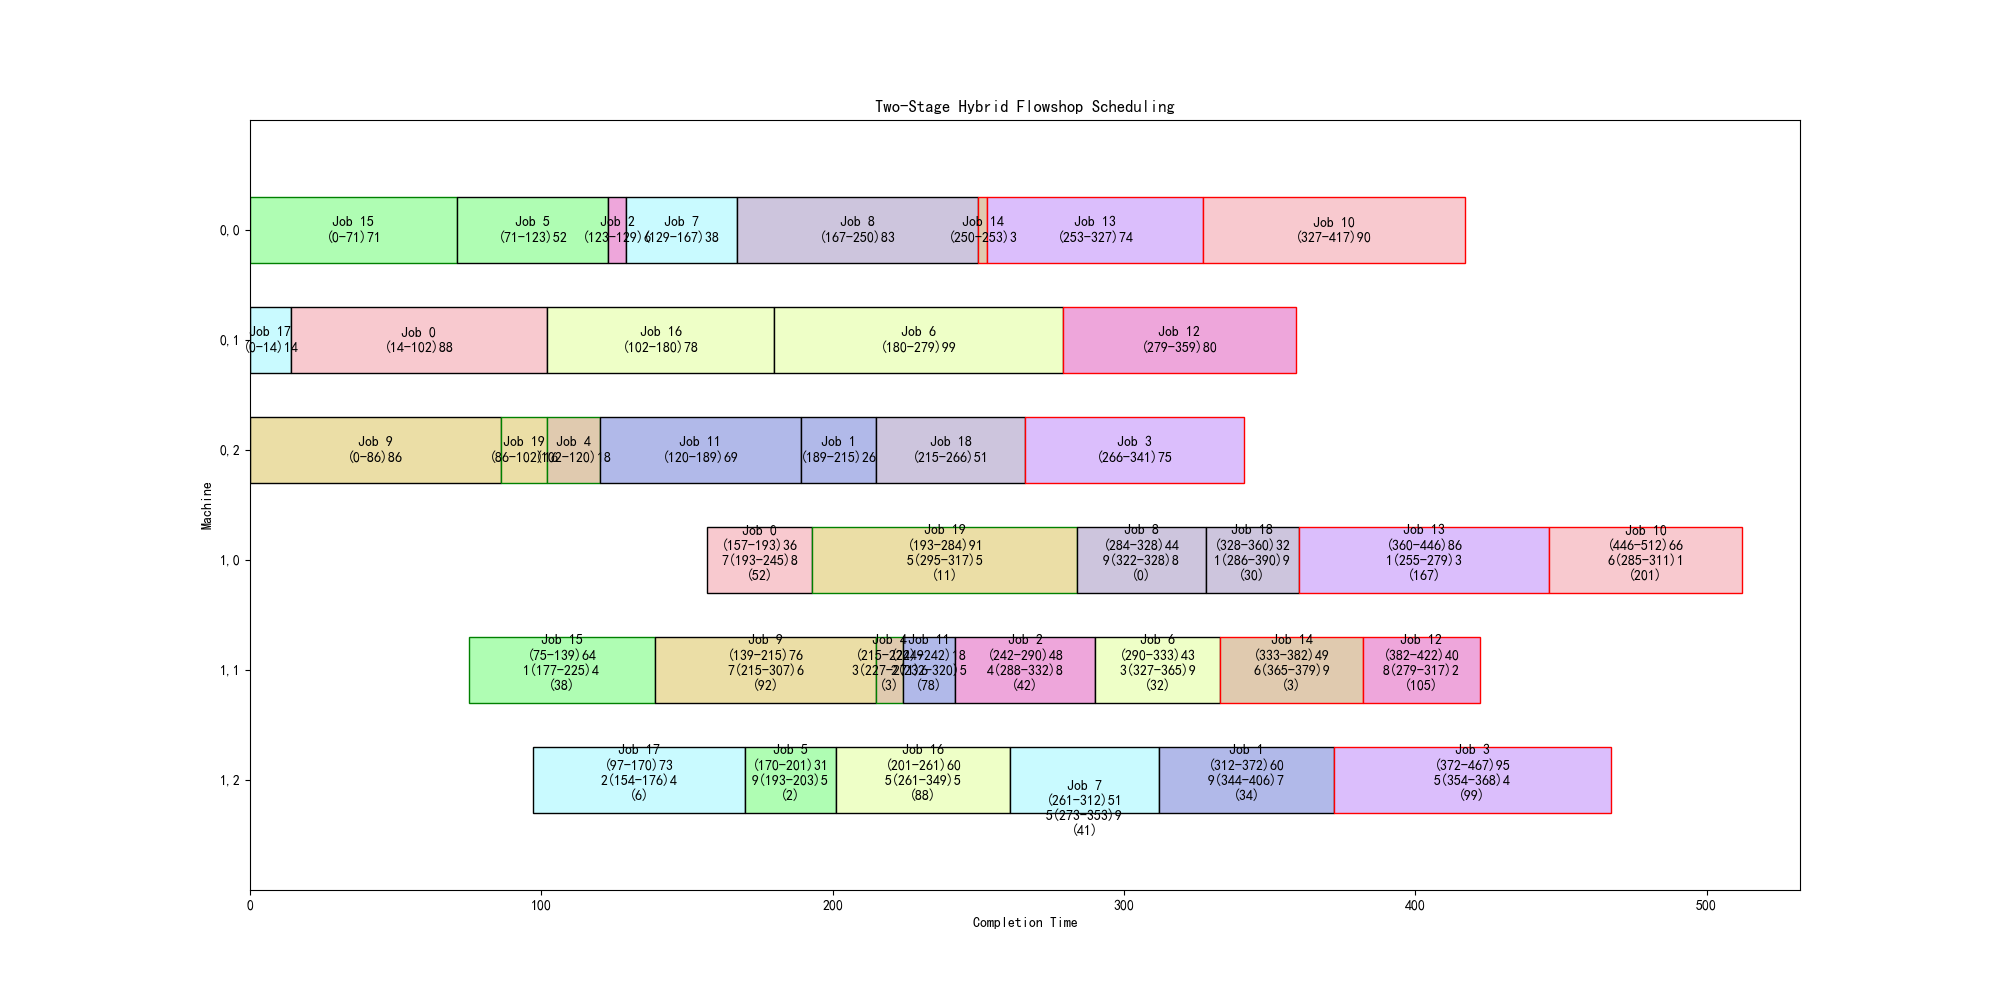 Two-Stage Hybrid Flowshop Scheduling
0,0
Job 15
(0-71)71
Job 5
(71-123)52
Job 2
(123-129)6
Job 7
(129-167)38
Job 8
(167-250)83
Job 14
(250-253)3
Job 13
(253-327)74
Job 10
(327-417)90
0,1
Job 17
(0-14)14
Job 0
(14-102)88
Job 16
(102-180)78
Job 6
(180-279)99
Job 12
(279-359)80
0,2
Job 9
(0-86)86
Job 19
(86-102)16
Job 4
(102-120)18
Job 11
(120-189)69
Job 1
(189-215)26
Job 18
(215-266)51
Job 3
(266-341)75
Machine
1,0
Job 0
(157-193)36
7(193-245)8
(52)
Job 19
(193-284)91
5(295-317)5
(11)
Job 8
(284-328)44
9(322-328)8
(0)
Job 18
(328-360)32
1(286-390)9
(30)
Job 13
(360-446)86
1(255-279)3
(167)
Job 10
(446-512)66
6(285-311)1
(201)
1,1
Job 15
(75-139)64
1(177-225)4
(38)
Job 9
(139-215)76
7(215-307)6
(92)
Job 4
(215-224)9
(3)
Job 11
(224-242)18
(78)
Job 2
(242-290)48
4(288-332)8
(42)
Job 6
(290-333)43
3(327-365)9
(32)
Job 14
(333-382)49
6(365-379)9
(3)
Job 12
(382-422)40
8(279-317)2
(105)
1,2
Job 17
(97-170)73
2(154-176)4
(6)
Job 5
(170-201)31
9(193-203)5
(2)
Job 16
(201-261)60
5(261-349)5
(88)
Job 7
(261-312)51
5(273-353)9
(41)
Job 1
(312-372)60
9(344-406)7
(34)
Job 3
(372-467)95
5(354-368)4
(99)
0
100
200
300
400
500
Completion Time